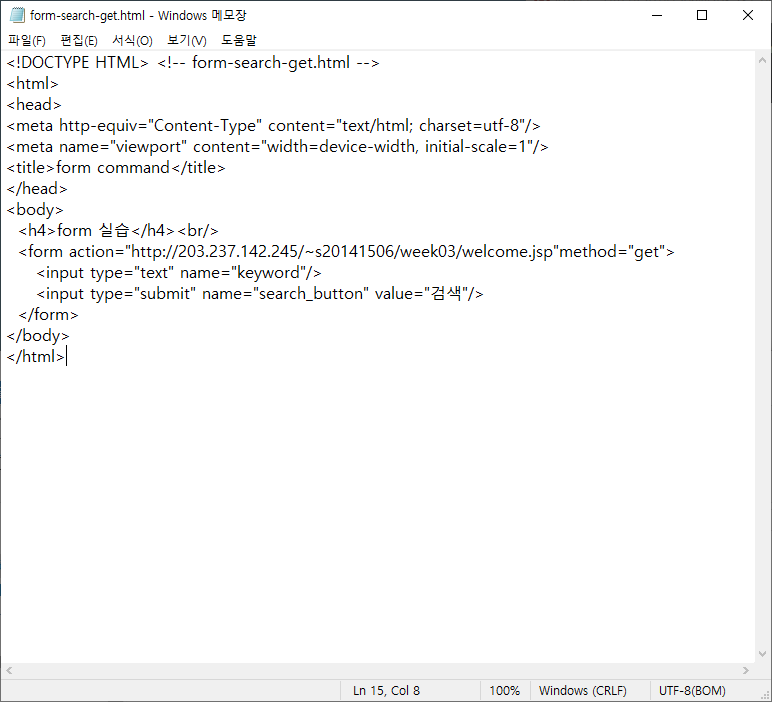 form-search-get.html - Windows 메모장
파일(F) 편집(E) 서식(O) 보기(V) 도움말
<!DOCTYPE HTML> <!-- form-search-get.html -->
<html>
<head>
<meta http-equiv="Content-Type" content="text/html; charset=utf-8"/>
<meta name="viewport" content="width=device-width, initial-scale=1"/>
<title>form command</title>
</head>
<body>
<h4>form 실습</h4><br/>
<form action="http://203.237.142.245/~s20141506/week03/welcome.jsp"method="get">
<input type="text" name="keyword"/>
<input type="submit" name="search_button" value="검색"/>
</form>
</body>
</html>
Ln 15, Col 8 100% Windows (CRLF) UTF-8(BOM)